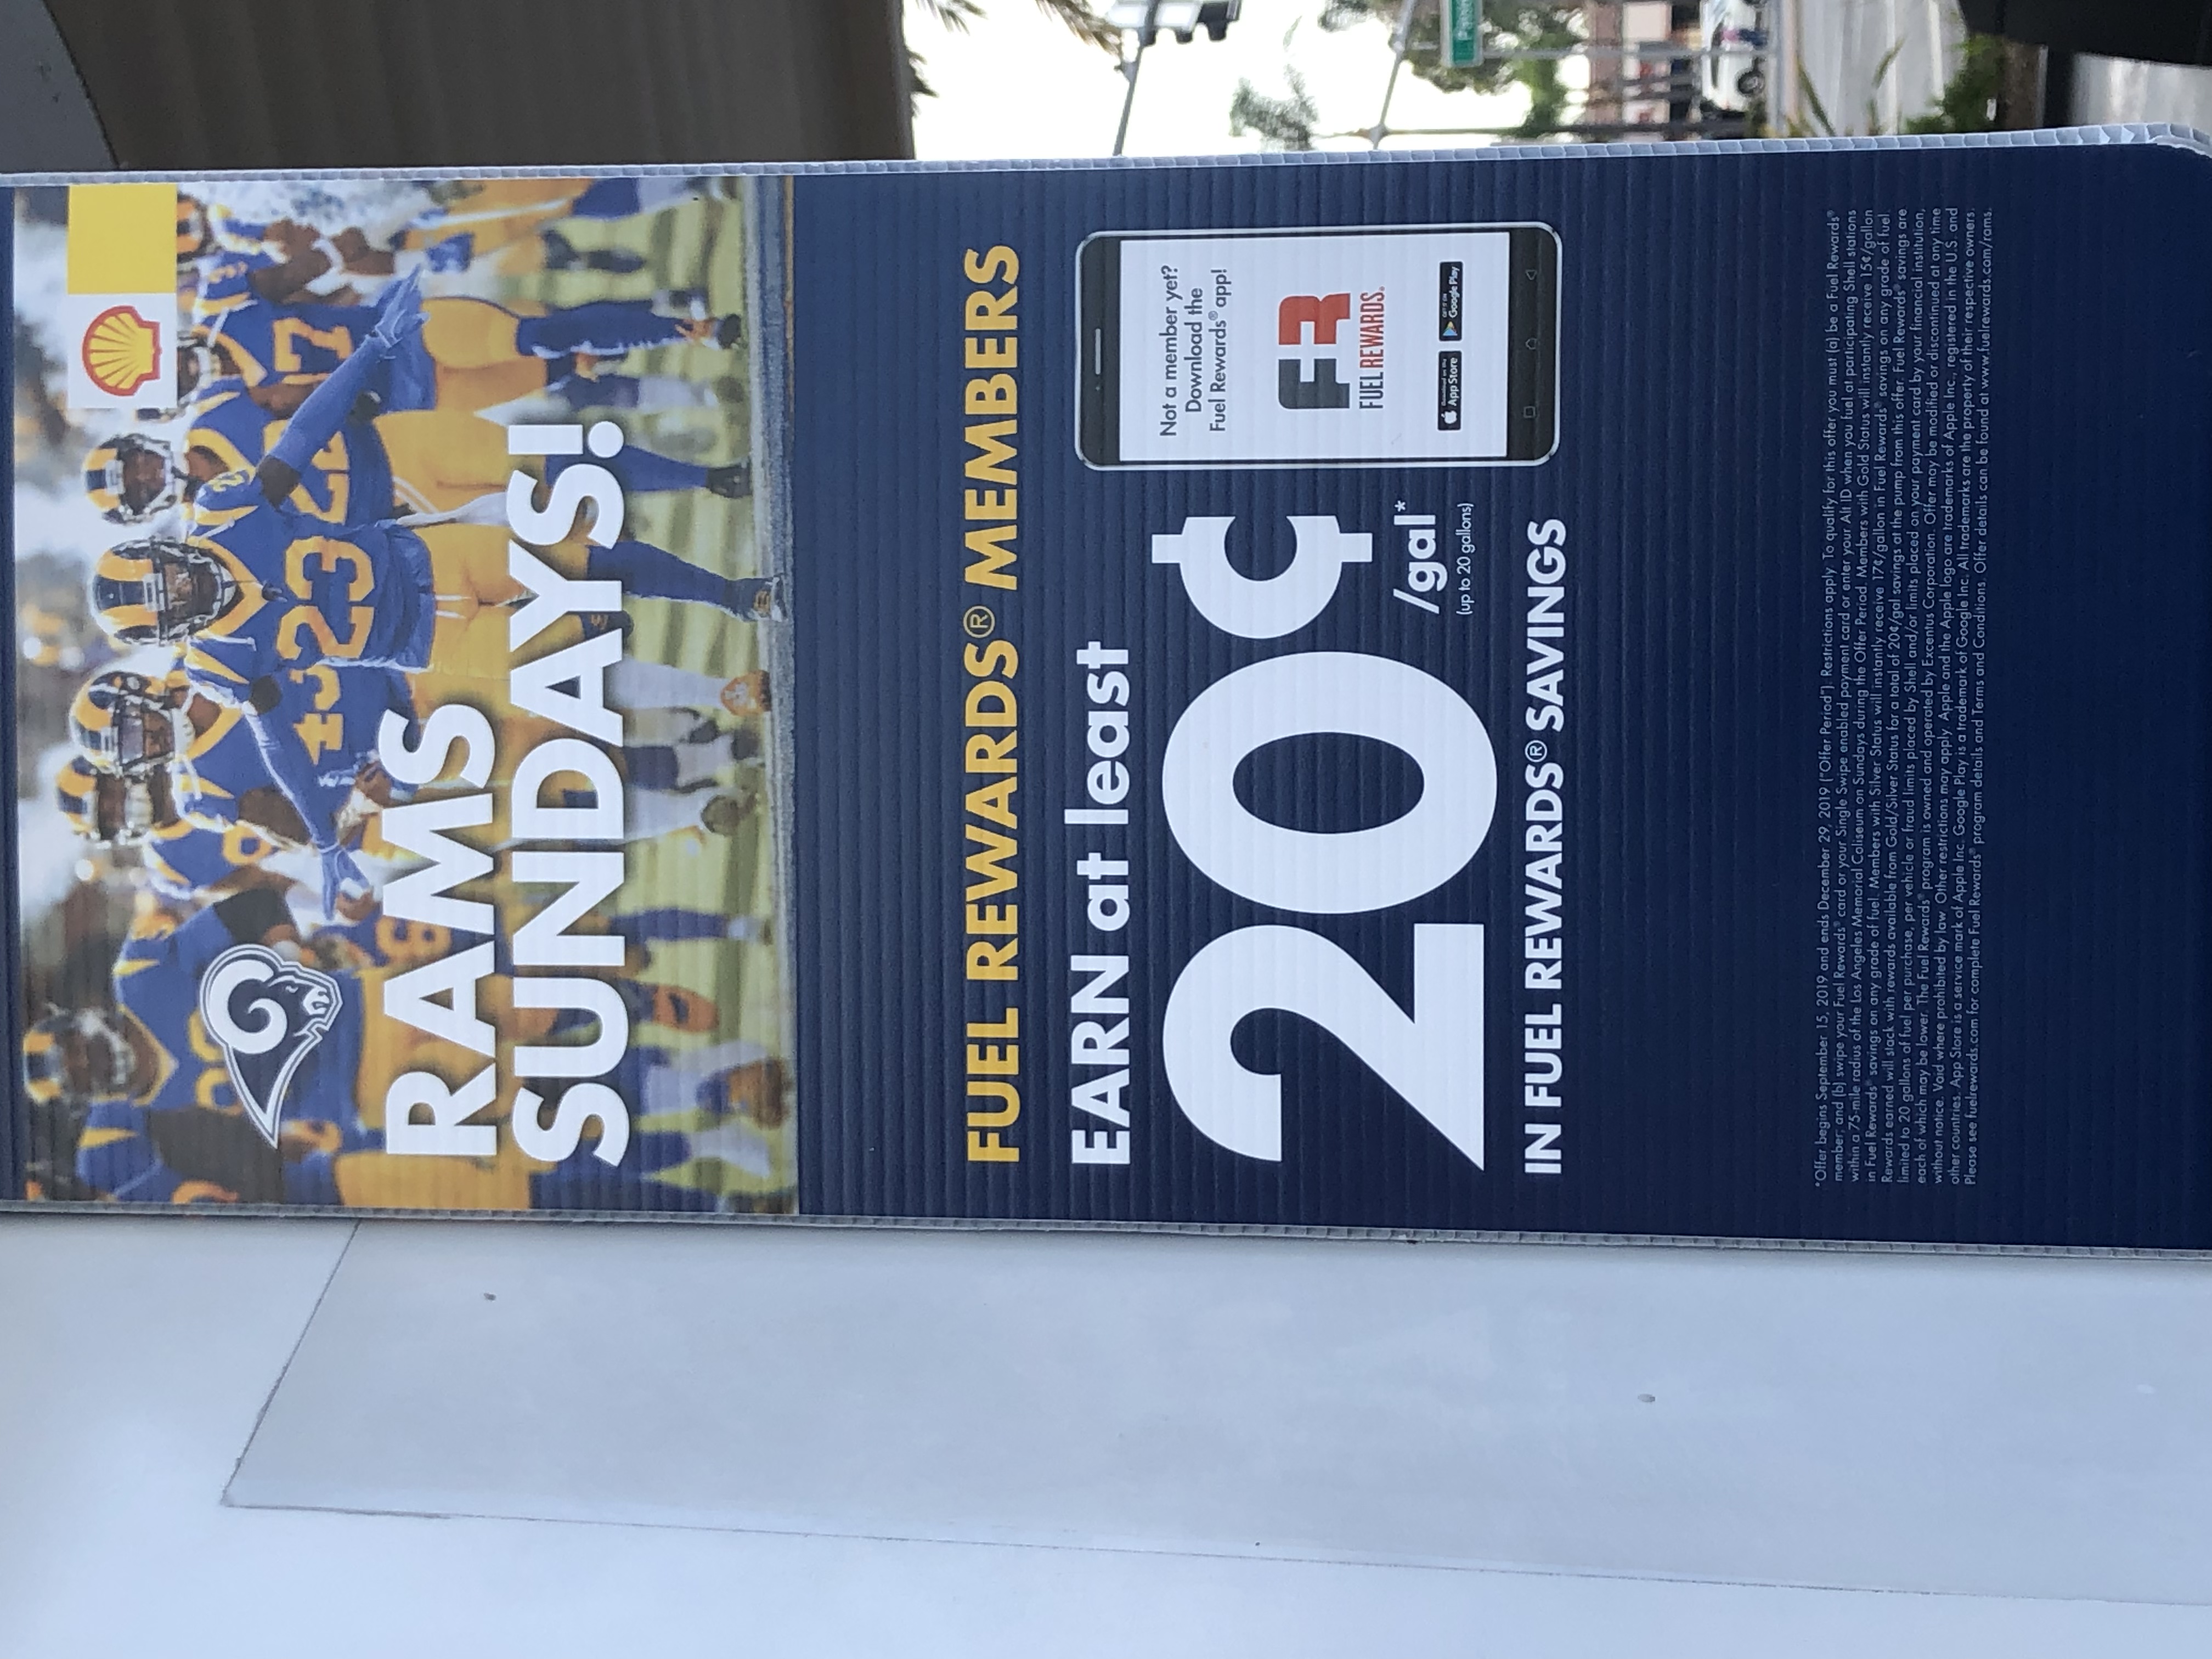 RAMS
SUNDAYS!
FUEL REWARDS® MEMBERS
EARN at least
20¢
/gal*
(up to 20 gallons)
IN FUEL REWARDS® SAVINGS
Not a member yet?
Download the
Fuel Rewards® app!
FR
FUEL REWARDS®
Download on the
App Store
GET IT ON
Google Play
*Offer begins September 15, 2019 and ends December 29, 2019 ("Offer Period"). Restrictions apply. To qualify for this offer you must (a) be a Fuel Rewards®
member; and (b) swipe your Fuel Rewards® card or your Single Swipe enabled payment card or enter your Alt ID when you fuel at participating Shell stations
within a 75-mile radius of the Los Angeles Memorial Coliseum on Sundays during the Offer Period. Members with Gold Status will instantly receive 15¢/gallon
in Fuel Rewards® savings on any grade of fuel. Members with Silver Status will instantly receive 17¢/gallon in Fuel Rewards® savings on any grade of fuel.
Rewards earned will stack with rewards available from Gold/Silver Status for a total of 20¢/gal savings at the pump from this offer. Fuel Rewards® savings are
limited to 20 gallons of fuel per purchase, per vehicle or fraud limits placed by Shell and/or limits placed on your payment card by your financial institution,
each of which may be lower. The Fuel Rewards® program is owned and operated by Excentus Corporation. Offer may be modified or discontinued at any time
without notice. Void where prohibited by law. Other restrictions may apply. Apple and the Apple logo are trademarks of Apple Inc., registered in the U.S. and
other countries. App Store is a service mark of Apple Inc. Google Play is a trademark of Google Inc. All trademarks are the property of their respective owners.
Please see fuelrewards.com for complete Fuel Rewards® program details and Terms and Conditions. Offer details can be found at www.fuelrewards.com/rams.
23
22
17
43